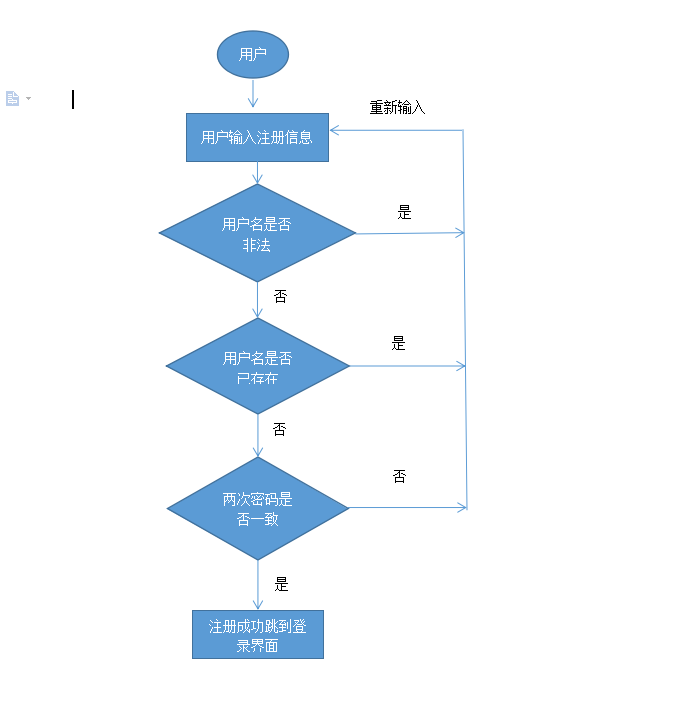 用户
重新输入
用户输入注册信息
是
用户名是否
非法
否
是
用户名是否
已存在
否
否
两次密码是
否一致
是
注册成功跳到登
录界面